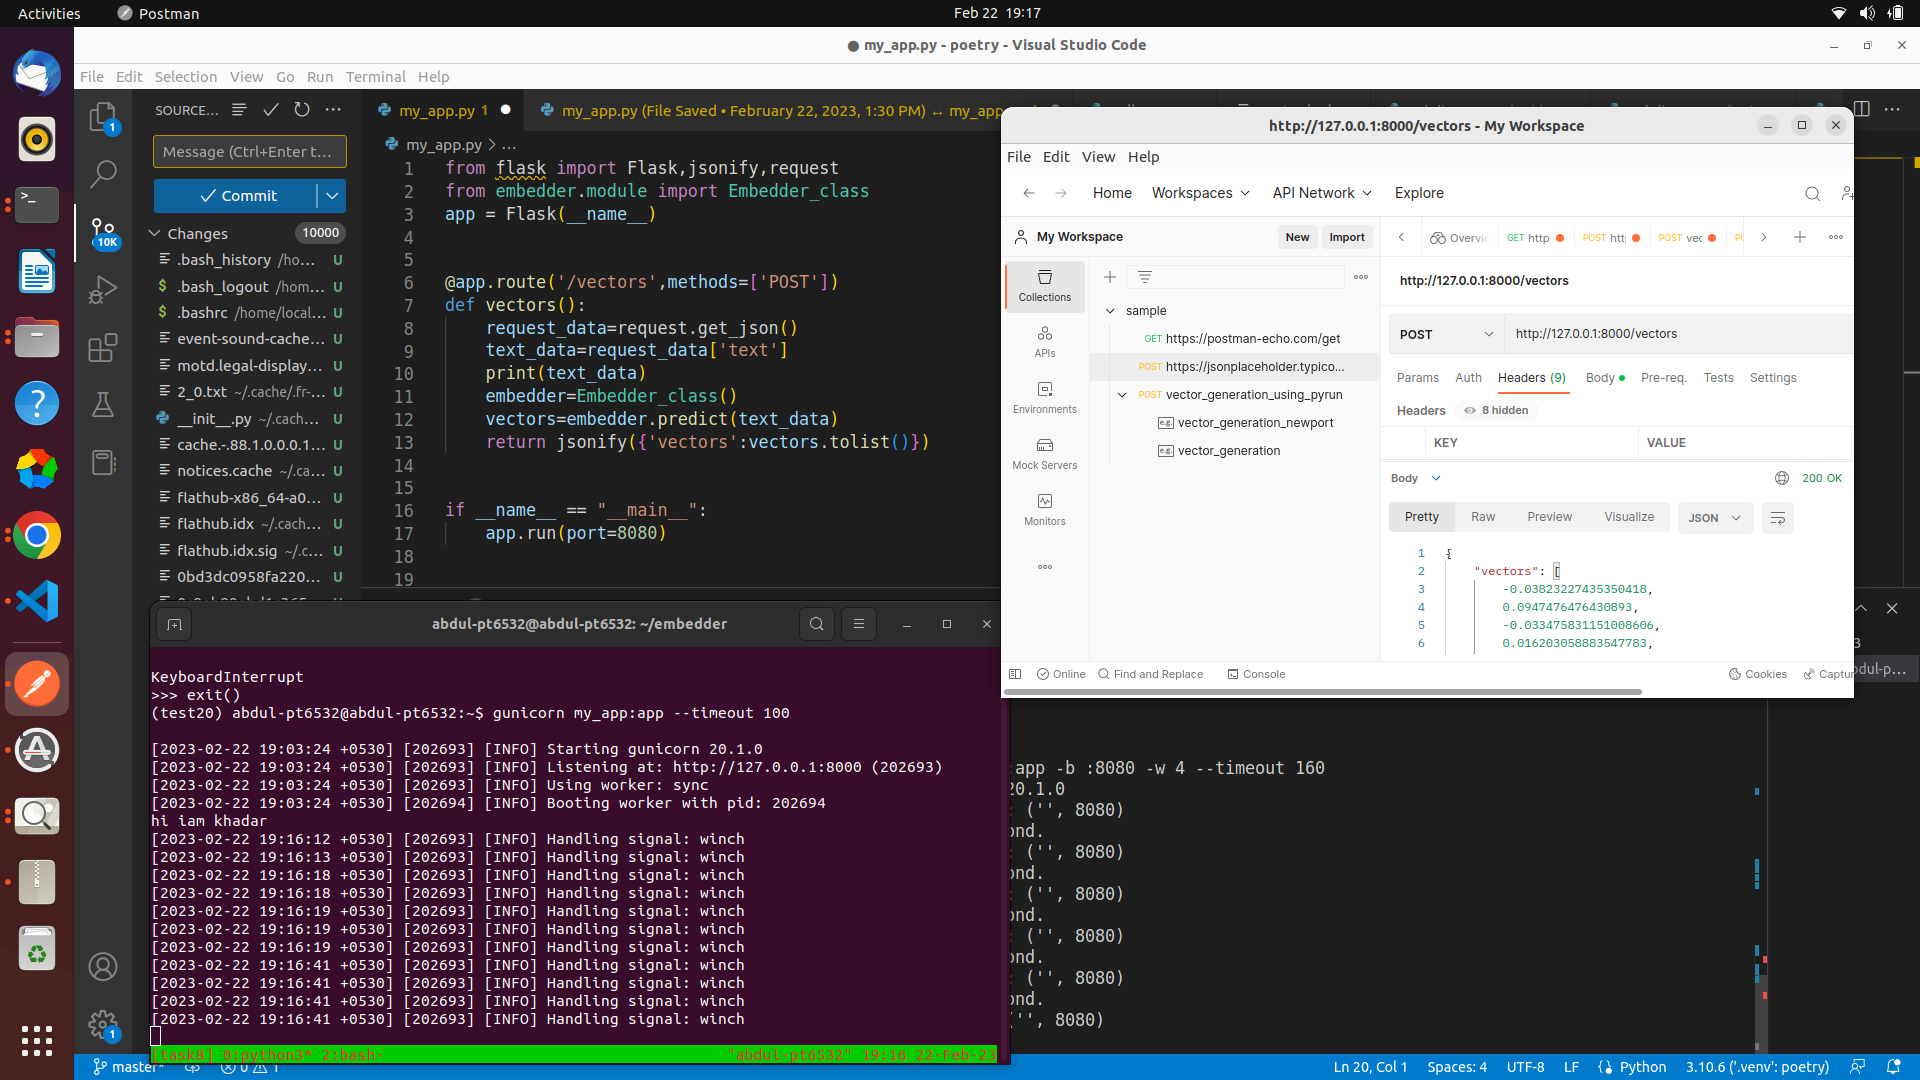 Activities
Postman
Feb 22 19:17
my_app.py - poetry - Visual Studio Code
File Edit Selection View Go Run Terminal Help
SOURCE...
Message (Ctrl+Enter t...
Commit
Changes 10000
.bash_history /ho... U
.bash_logout /hom... U
.bashrc /home/local... U
event-sound-cache... U
motd.legal-display... U
2_0.txt ~/.cache/.fr-... U
__init__.py ~/.cach... U
cache.-.88.1.0.0.0.1... U
notices.cache ~/.ca... U
flathub-x86_64-a0... U
flathub.idx ~/.cach... U
flathub.idx.sig ~/.c... U
0bd3dc0958fa220... U
1
10K
1
my_app.py 1
my_app.py (File Saved • February 22, 2023, 1:30 PM) ↔ my_app
my_app.py > ...
1 from flask import Flask,jsonify,request
2 from embedder.module import Embedder_class
3 app = Flask(__name__)
4
5
6 @app.route('/vectors',methods=['POST'])
7 def vectors():
8 request_data=request.get_json()
9 text_data=request_data['text']
10 print(text_data)
11 embedder=Embedder_class()
12 vectors=embedder.predict(text_data)
13 return jsonify({'vectors':vectors.tolist()})
14
15
16 if __name__ == "__main__":
17 app.run(port=8080)
18
19
http://127.0.0.1:8000/vectors - My Workspace
File Edit View Help
Home Workspaces API Network Explore
My Workspace New Import
Overvi GET http POST htt POST vec
http://127.0.0.1:8000/vectors
Collections
APIs
Environments
Mock Servers
Monitors
sample
GET https://postman-echo.com/get
POST https://jsonplaceholder.typico...
POST vector_generation_using_pyrun
e.g. vector_generation_newport
e.g. vector_generation
POST http://127.0.0.1:8000/vectors
Params Auth Headers (9) Body Pre-req. Tests Settings
Headers 8 hidden
KEY VALUE
Body 200 OK
Pretty Raw Preview Visualize JSON
1 {
2 "vectors": [
3 -0.03823227435350418,
4 0.0947476476430893,
5 -0.033475831151008606,
6 0.016203058883547783,
Online Find and Replace Console Cookies Captur
abdul-pt6532@abdul-pt6532: ~/embedder
KeyboardInterrupt
>>> exit()
(test20) abdul-pt6532@abdul-pt6532:~$ gunicorn my_app:app --timeout 100
[2023-02-22 19:03:24 +0530] [202693] [INFO] Starting gunicorn 20.1.0
[2023-02-22 19:03:24 +0530] [202693] [INFO] Listening at: http://127.0.0.1:8000 (202693)
[2023-02-22 19:03:24 +0530] [202693] [INFO] Using worker: sync
[2023-02-22 19:03:24 +0530] [202694] [INFO] Booting worker with pid: 202694
hi iam khadar
[2023-02-22 19:16:12 +0530] [202693] [INFO] Handling signal: winch
[2023-02-22 19:16:13 +0530] [202693] [INFO] Handling signal: winch
[2023-02-22 19:16:18 +0530] [202693] [INFO] Handling signal: winch
[2023-02-22 19:16:18 +0530] [202693] [INFO] Handling signal: winch
[2023-02-22 19:16:19 +0530] [202693] [INFO] Handling signal: winch
[2023-02-22 19:16:19 +0530] [202693] [INFO] Handling signal: winch
[2023-02-22 19:16:19 +0530] [202693] [INFO] Handling signal: winch
[2023-02-22 19:16:41 +0530] [202693] [INFO] Handling signal: winch
[2023-02-22 19:16:41 +0530] [202693] [INFO] Handling signal: winch
[2023-02-22 19:16:41 +0530] [202693] [INFO] Handling signal: winch
[2023-02-22 19:16:41 +0530] [202693] [INFO] Handling signal: winch
[task8] 0:python3* 2:bash- "abdul-pt6532" 19:16 22-Feb-23
:app -b :8080 -w 4 --timeout 160
20.1.0
: ('', 8080)
ond.
: ('', 8080)
ond.
: ('', 8080)
ond.
: ('', 8080)
ond.
: ('', 8080)
ond.
('', 8080)
master* 0 1
Ln 20, Col 1 Spaces: 4 UTF-8 LF Python 3.10.6 ('.venv': poetry)